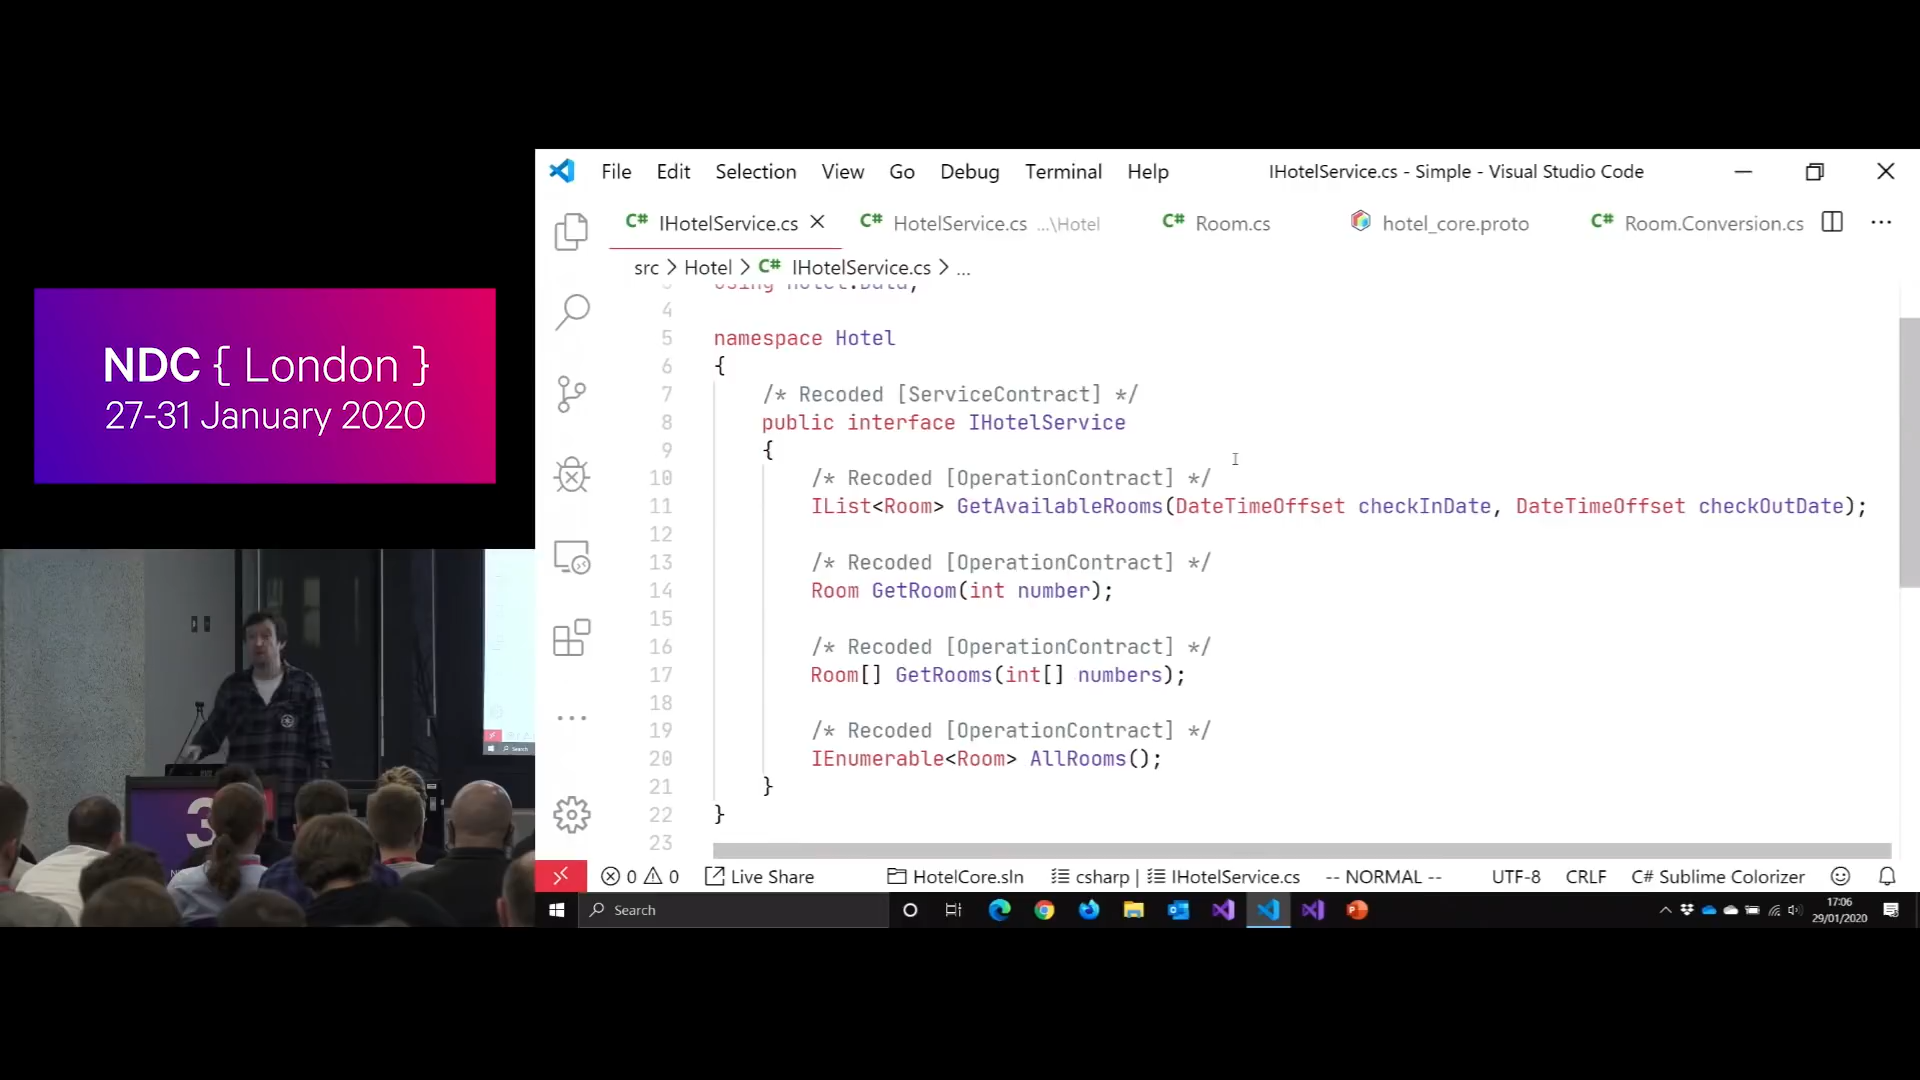 NDC { London }
27-31 January 2020
3
File Edit Selection View Go Debug Terminal Help IHotelService.cs - Simple - Visual Studio Code
C# IHotelService.cs C# HotelService.cs ...\Hotel C# Room.cs hotel_core.proto C# Room.Conversion.cs ...
src > Hotel > C# IHotelService.cs > ...
4
5 namespace Hotel
6 {
7 /* Recoded [ServiceContract] */
8 public interface IHotelService
9 {
10 /* Recoded [OperationContract] */
11 IList<Room> GetAvailableRooms(DateTimeOffset checkInDate, DateTimeOffset checkOutDate);
12
13 /* Recoded [OperationContract] */
14 Room GetRoom(int number);
15
16 /* Recoded [OperationContract] */
17 Room[] GetRooms(int[] numbers);
18
19 /* Recoded [OperationContract] */
20 IEnumerable<Room> AllRooms();
21 }
22 }
23
0 0 Live Share HotelCore.sln csharp | IHotelService.cs -- NORMAL -- UTF-8 CRLF C# Sublime Colorizer
Search
17:06
29/01/2020